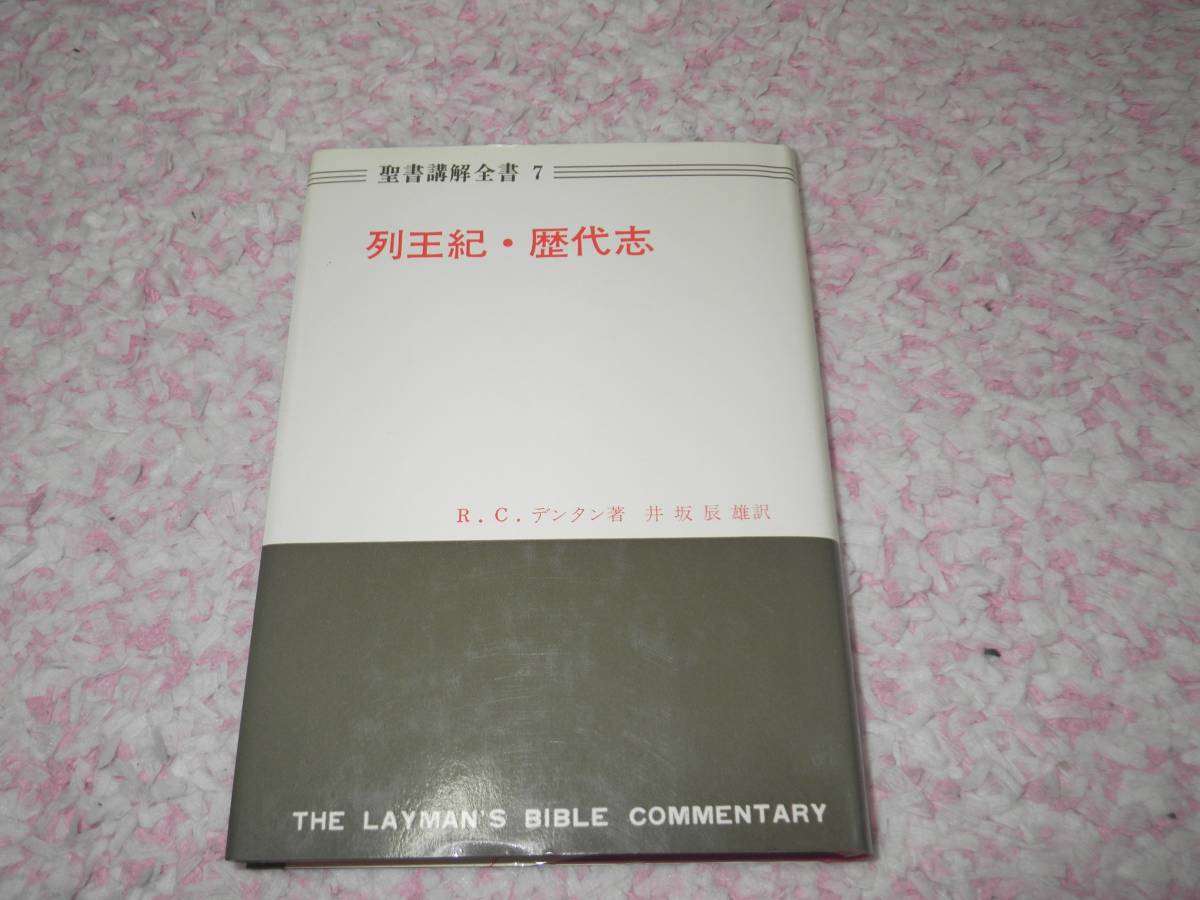 聖書講解全書 7
列王紀・歴代志
R.C.デンタン著 井坂辰雄訳
THE LAYMAN'S BIBLE COMMENTARY